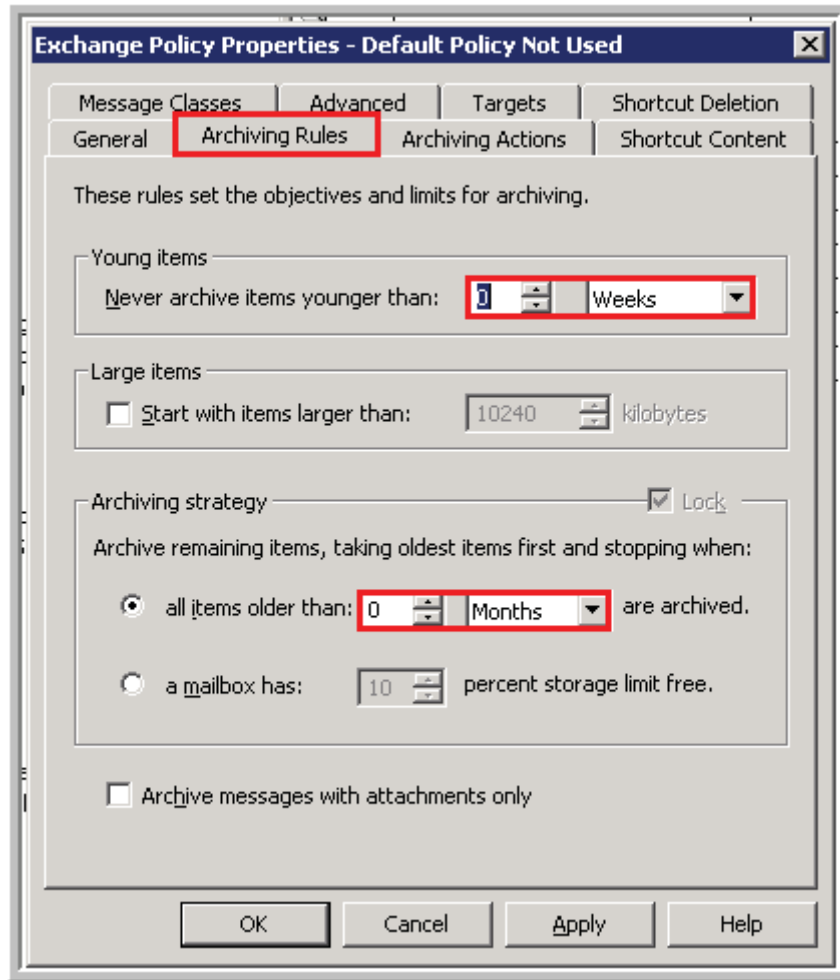 Exchange Policy Properties - Default Policy Not Used
Message Classes Advanced Targets Shortcut Deletion
General Archiving Rules Archiving Actions Shortcut Content
These rules set the objectives and limits for archiving.
Young items
Never archive items younger than: 0 Weeks
Large items
Start with items larger than: 10240 kilobytes
Archiving strategy Lock
Archive remaining items, taking oldest items first and stopping when:
all items older than: 0 Months are archived.
a mailbox has: 10 percent storage limit free.
Archive messages with attachments only
OK Cancel Apply Help